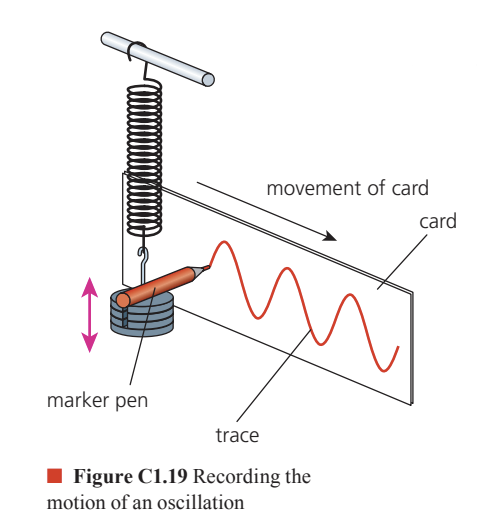 movement of card
card
marker pen
trace
■ Figure C1.19 Recording the
motion of an oscillation